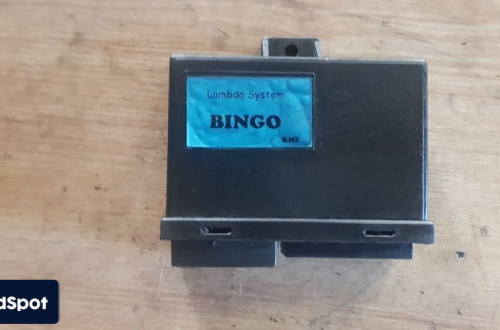 Lambda System
BINGO
KME
dSpot